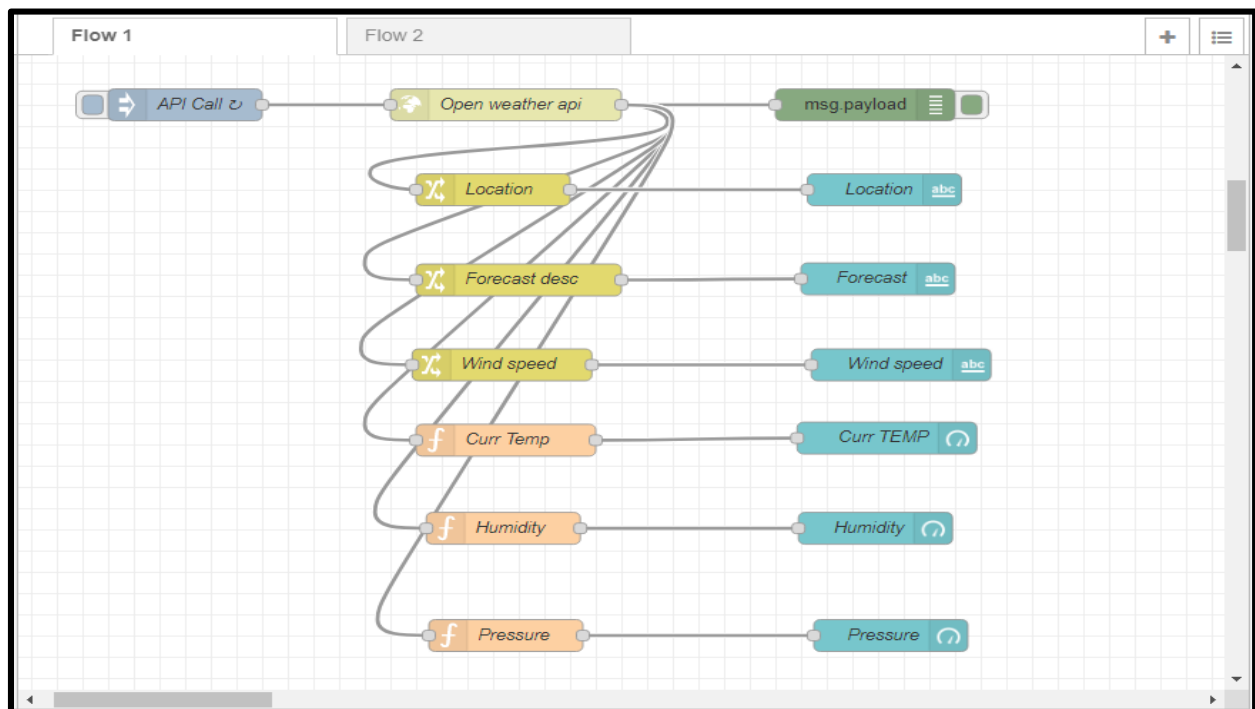 Flow 1
Flow 2
API Call ↻
Open weather api
msg.payload
Location
Location
abc
Forecast desc
Forecast
abc
Wind speed
Wind speed
abc
Curr Temp
Curr TEMP
Humidity
Humidity
Pressure
Pressure